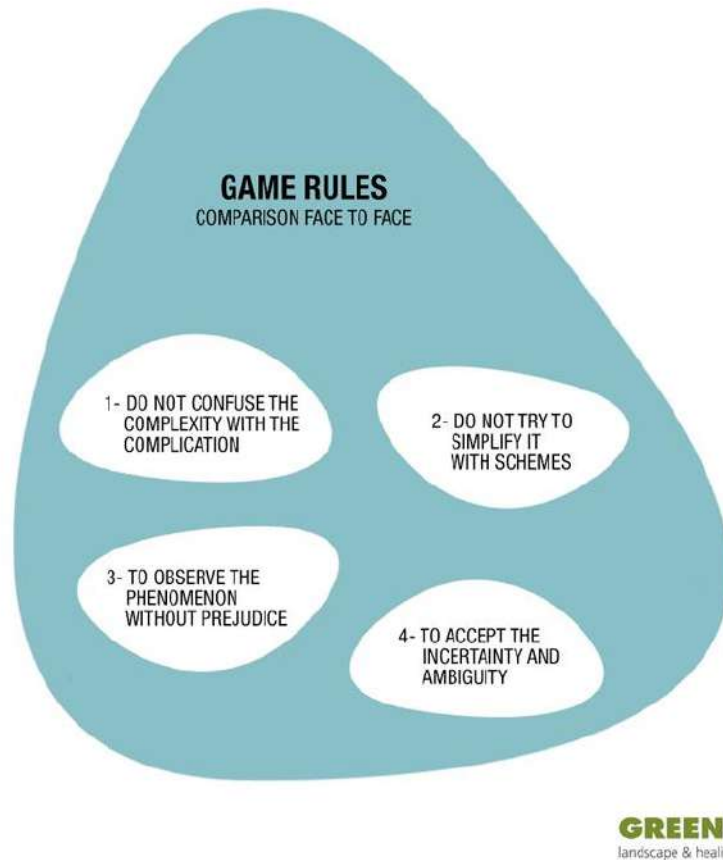 GAME RULES
COMPARISON FACE TO FACE
1- DO NOT CONFUSE THE
COMPLEXITY WITH THE
COMPLICATION
2- DO NOT TRY TO
SIMPLIFY IT
WITH SCHEMES
3- TO OBSERVE THE
PHENOMENON
WITHOUT PREJUDICE
4- TO ACCEPT THE
INCERTAINTY AND
AMBIGUITY
GREEN
landscape & heali